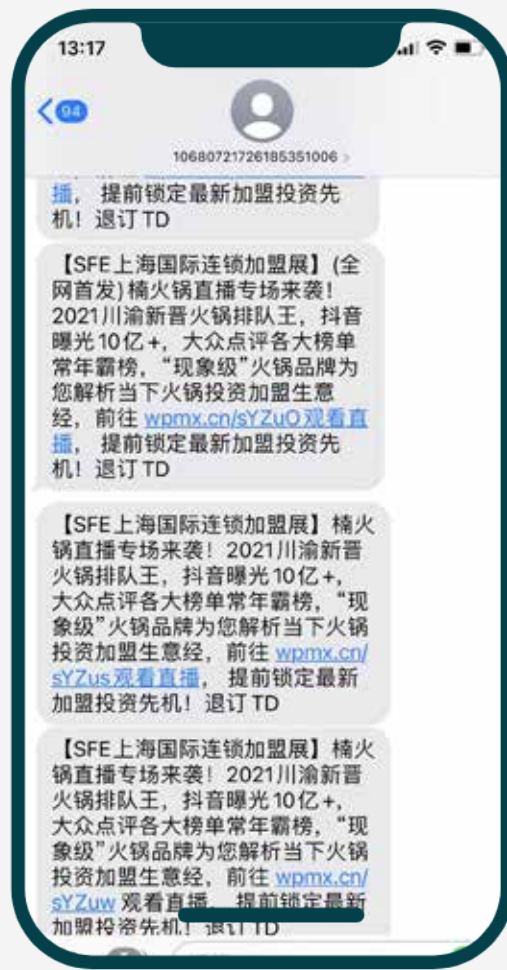 13:17
94
10680721726185351006 >
播， 提前锁定最新加盟投资先
机！退订 TD
【SFE上海国际连锁加盟展】(全
网首发)楠火锅直播专场来袭！
2021川渝新晋火锅排队王，抖音
曝光10亿+，大众点评各大榜单
常年霸榜，“现象级”火锅品牌为
您解析当下火锅投资加盟生意
经，前往 wpmx.cn/sYZuO观看直
播， 提前锁定最新加盟投资先
机！退订 TD
【SFE上海国际连锁加盟展】楠火
锅直播专场来袭！2021川渝新晋
火锅排队王，抖音曝光10亿+，
大众点评各大榜单常年霸榜，“现
象级”火锅品牌为您解析当下火锅
投资加盟生意经，前往 wpmx.cn/
sYZus观看直播， 提前锁定最新
加盟投资先机！退订 TD
【SFE上海国际连锁加盟展】楠火
锅直播专场来袭！2021川渝新晋
火锅排队王，抖音曝光10亿+，
大众点评各大榜单常年霸榜，“现
象级”火锅品牌为您解析当下火锅
投资加盟生意经，前往 wpmx.cn/
sYZuw 观看直播， 提前锁定最新
加盟投资先机！退订 TD